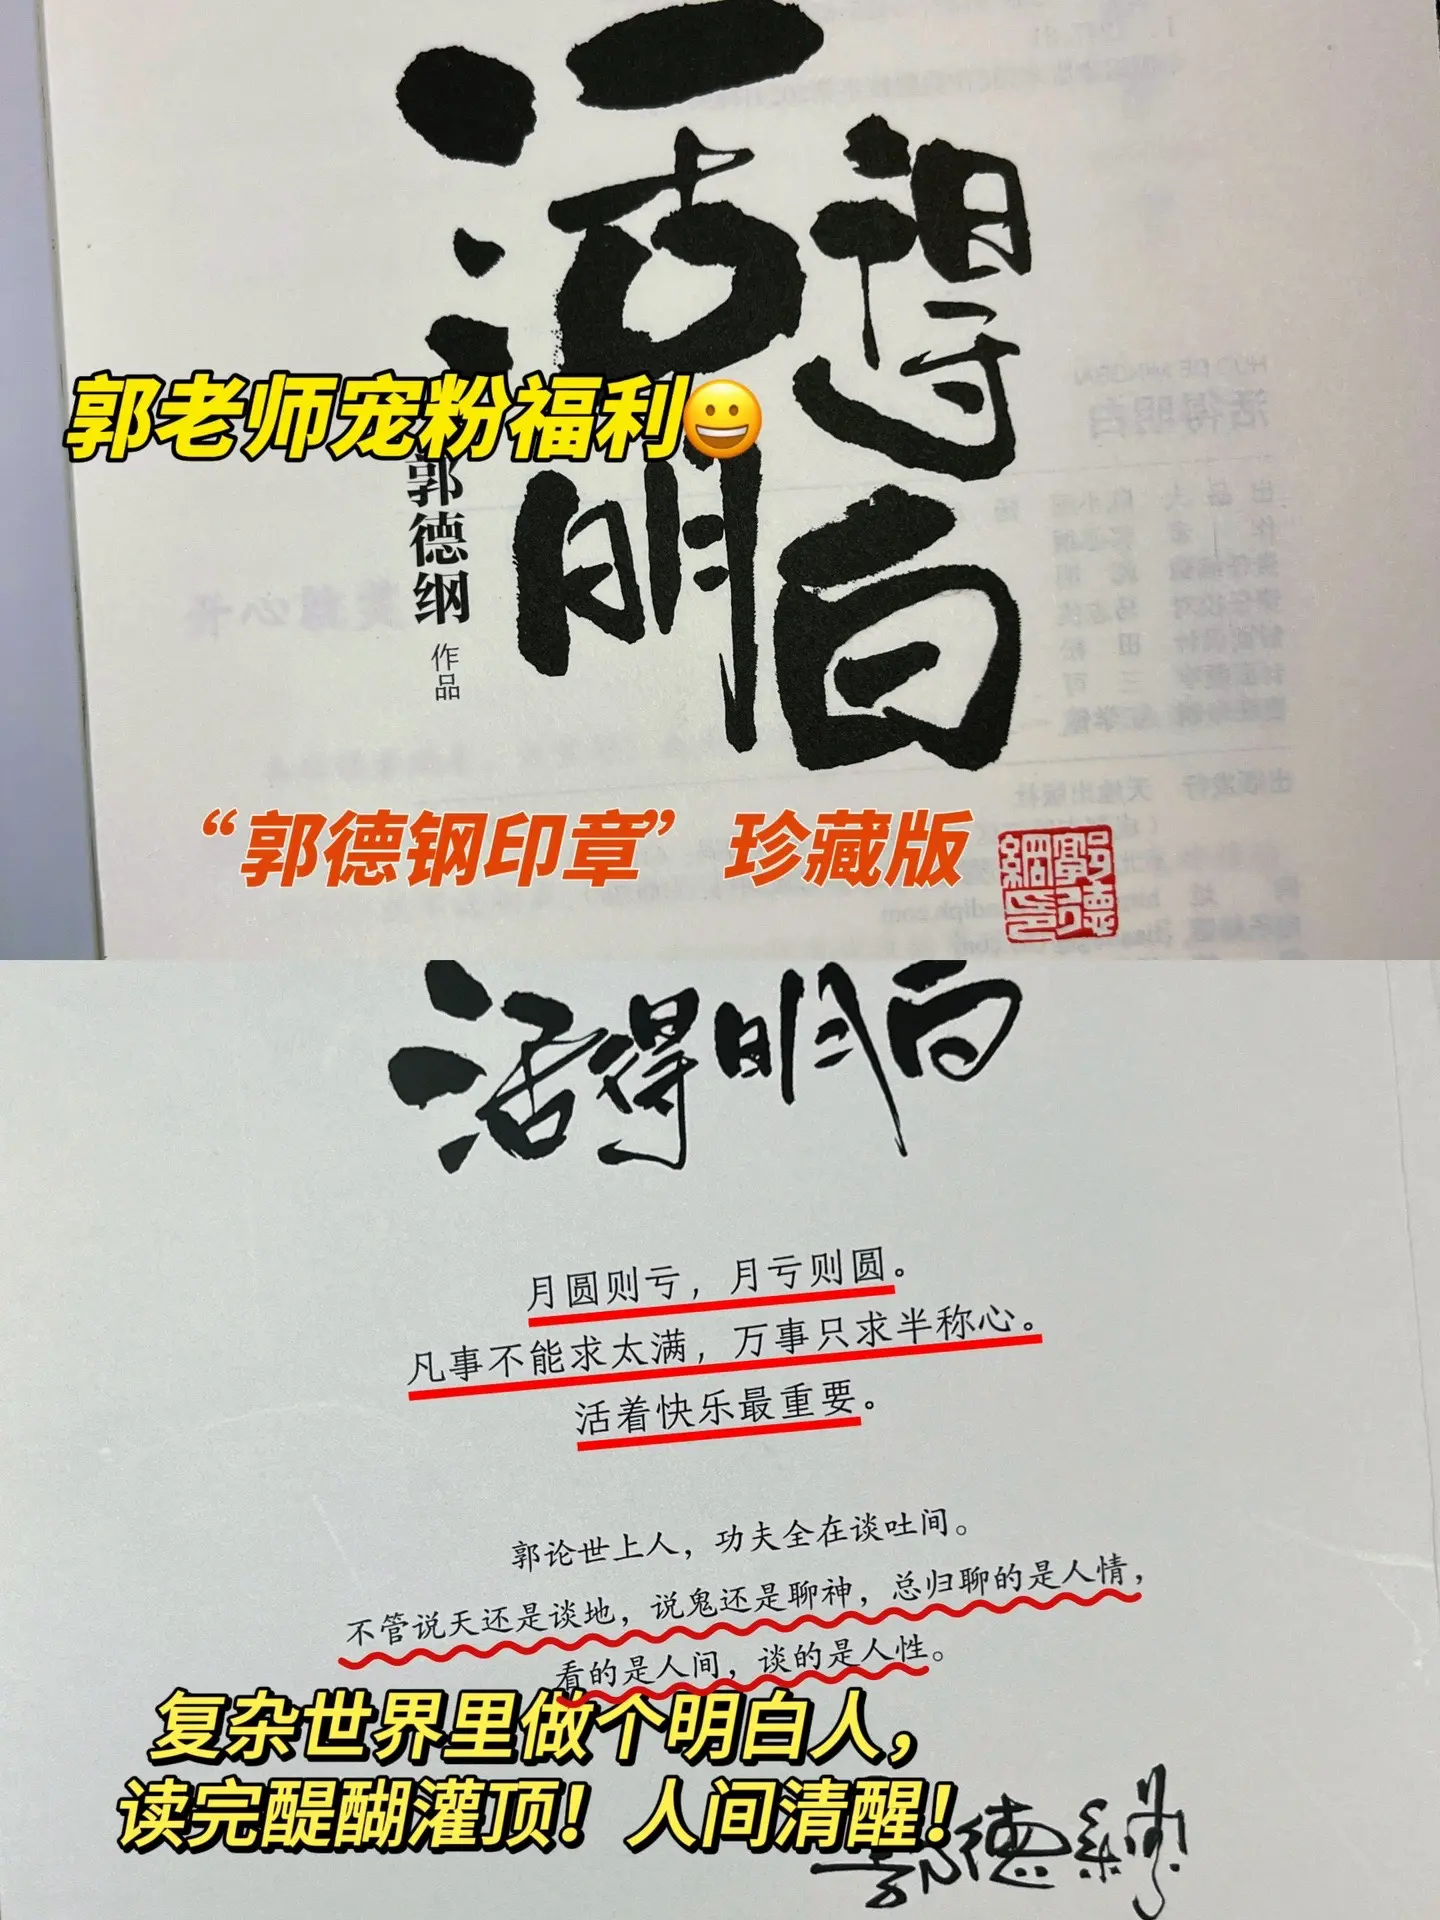 活得
明白
郭老师宠粉福利😀
郭德纲
作品
“郭德钢印章”珍藏版
郭德
綱印
活得明白
月圆则亏，月亏则圆。
凡事不能求太满，万事只求半称心。
活着快乐最重要。
郭论世上人，功夫全在谈吐间。
不管说天还是谈地，说鬼还是聊神，总归聊的是人情，
看的是人间，谈的是人性。
复杂世界里做个明白人，
读完醍醐灌顶！人间清醒！
郭德綱